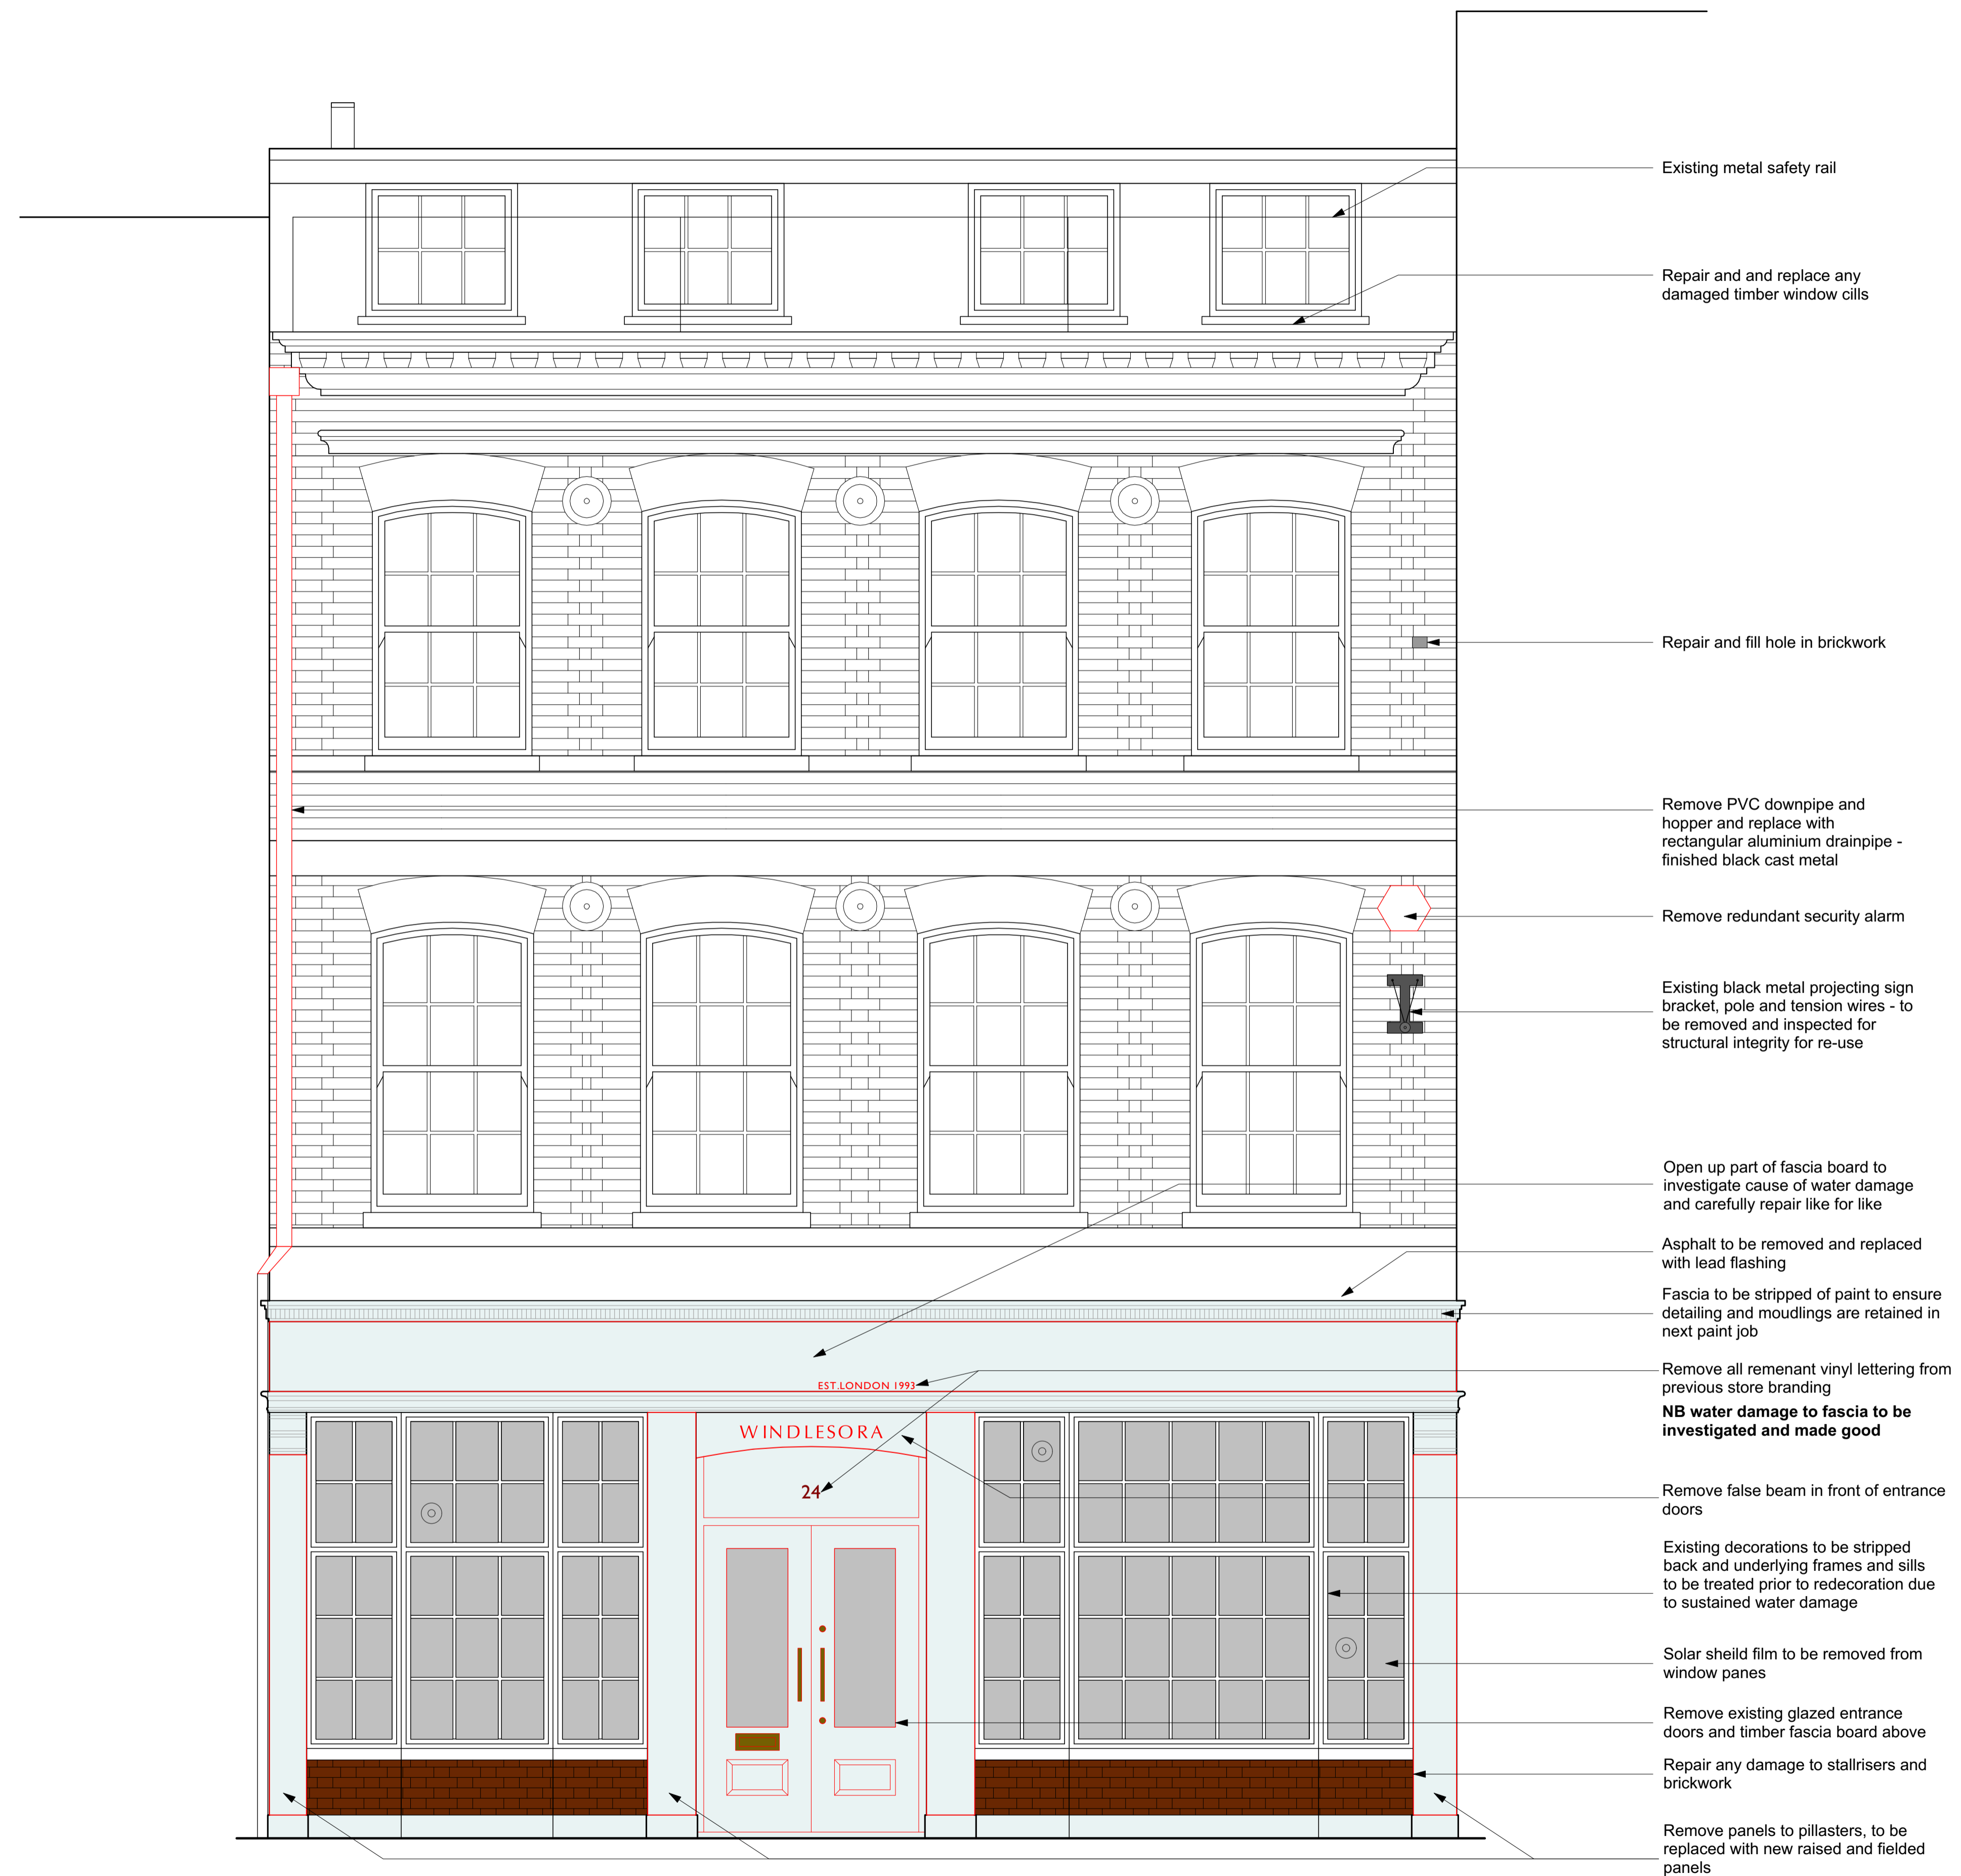 Existing metal safety rail
Repair and and replace any
damaged timber window cills
Repair and fill hole in brickwork
Remove PVC downpipe and
hopper and replace with
rectangular aluminium drainpipe -
finished black cast metal
Remove redundant security alarm
Existing black metal projecting sign
bracket, pole and tension wires - to
be removed and inspected for
structural integrity for re-use
Open up part of fascia board to
investigate cause of water damage
and carefully repair like for like
Asphalt to be removed and replaced
with lead flashing
Fascia to be stripped of paint to ensure
detailing and moudlings are retained in
next paint job
EST.LONDON 1993
Remove all remenant vinyl lettering from
previous store branding
NB water damage to fascia to be
investigated and made good
WINDLESORA
24
Remove false beam in front of entrance
doors
Existing decorations to be stripped
back and underlying frames and sills
to be treated prior to redecoration due
to sustained water damage
Solar sheild film to be removed from
window panes
Remove existing glazed entrance
doors and timber fascia board above
Repair any damage to stallrisers and
brickwork
Remove panels to pillasters, to be
replaced with new raised and fielded
panels